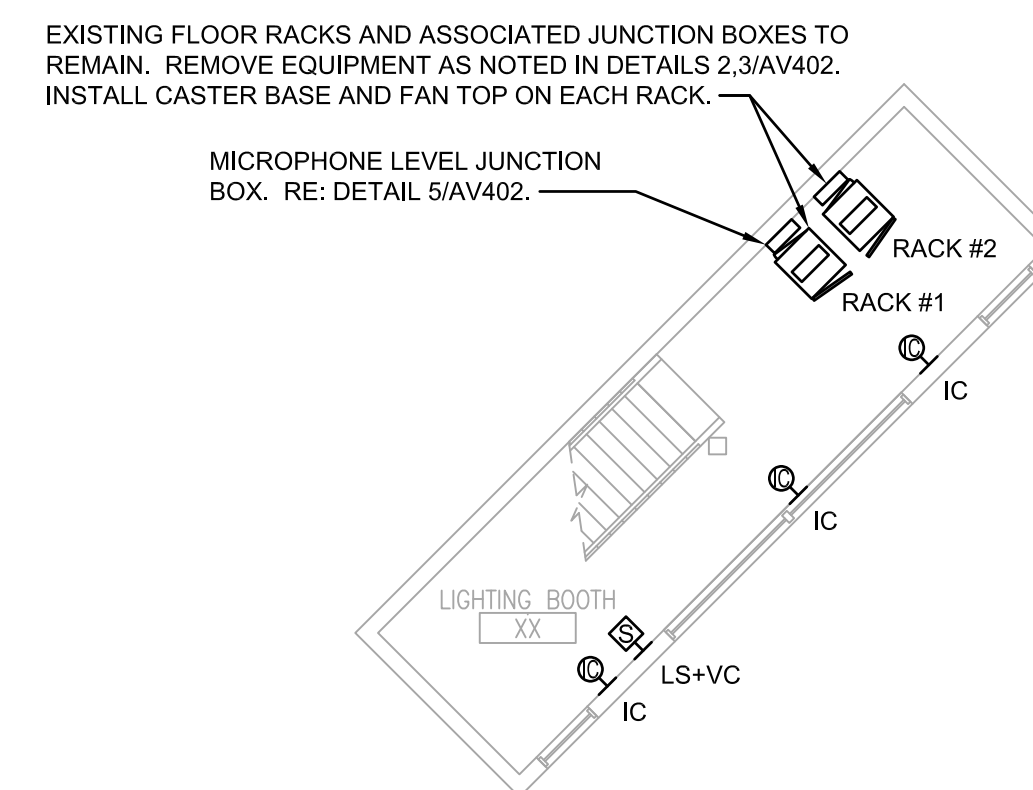 EXISTING FLOOR RACKS AND ASSOCIATED JUNCTION BOXES TO
REMAIN.  REMOVE EQUIPMENT AS NOTED IN DETAILS 2,3/AV402.
INSTALL CASTER BASE AND FAN TOP ON EACH RACK.
MICROPHONE LEVEL JUNCTION
BOX.  RE: DETAIL 5/AV402.
RACK #2
RACK #1
IC
IC
IC
IC
LIGHTING BOOTH
XX
S
LS+VC
IC
IC